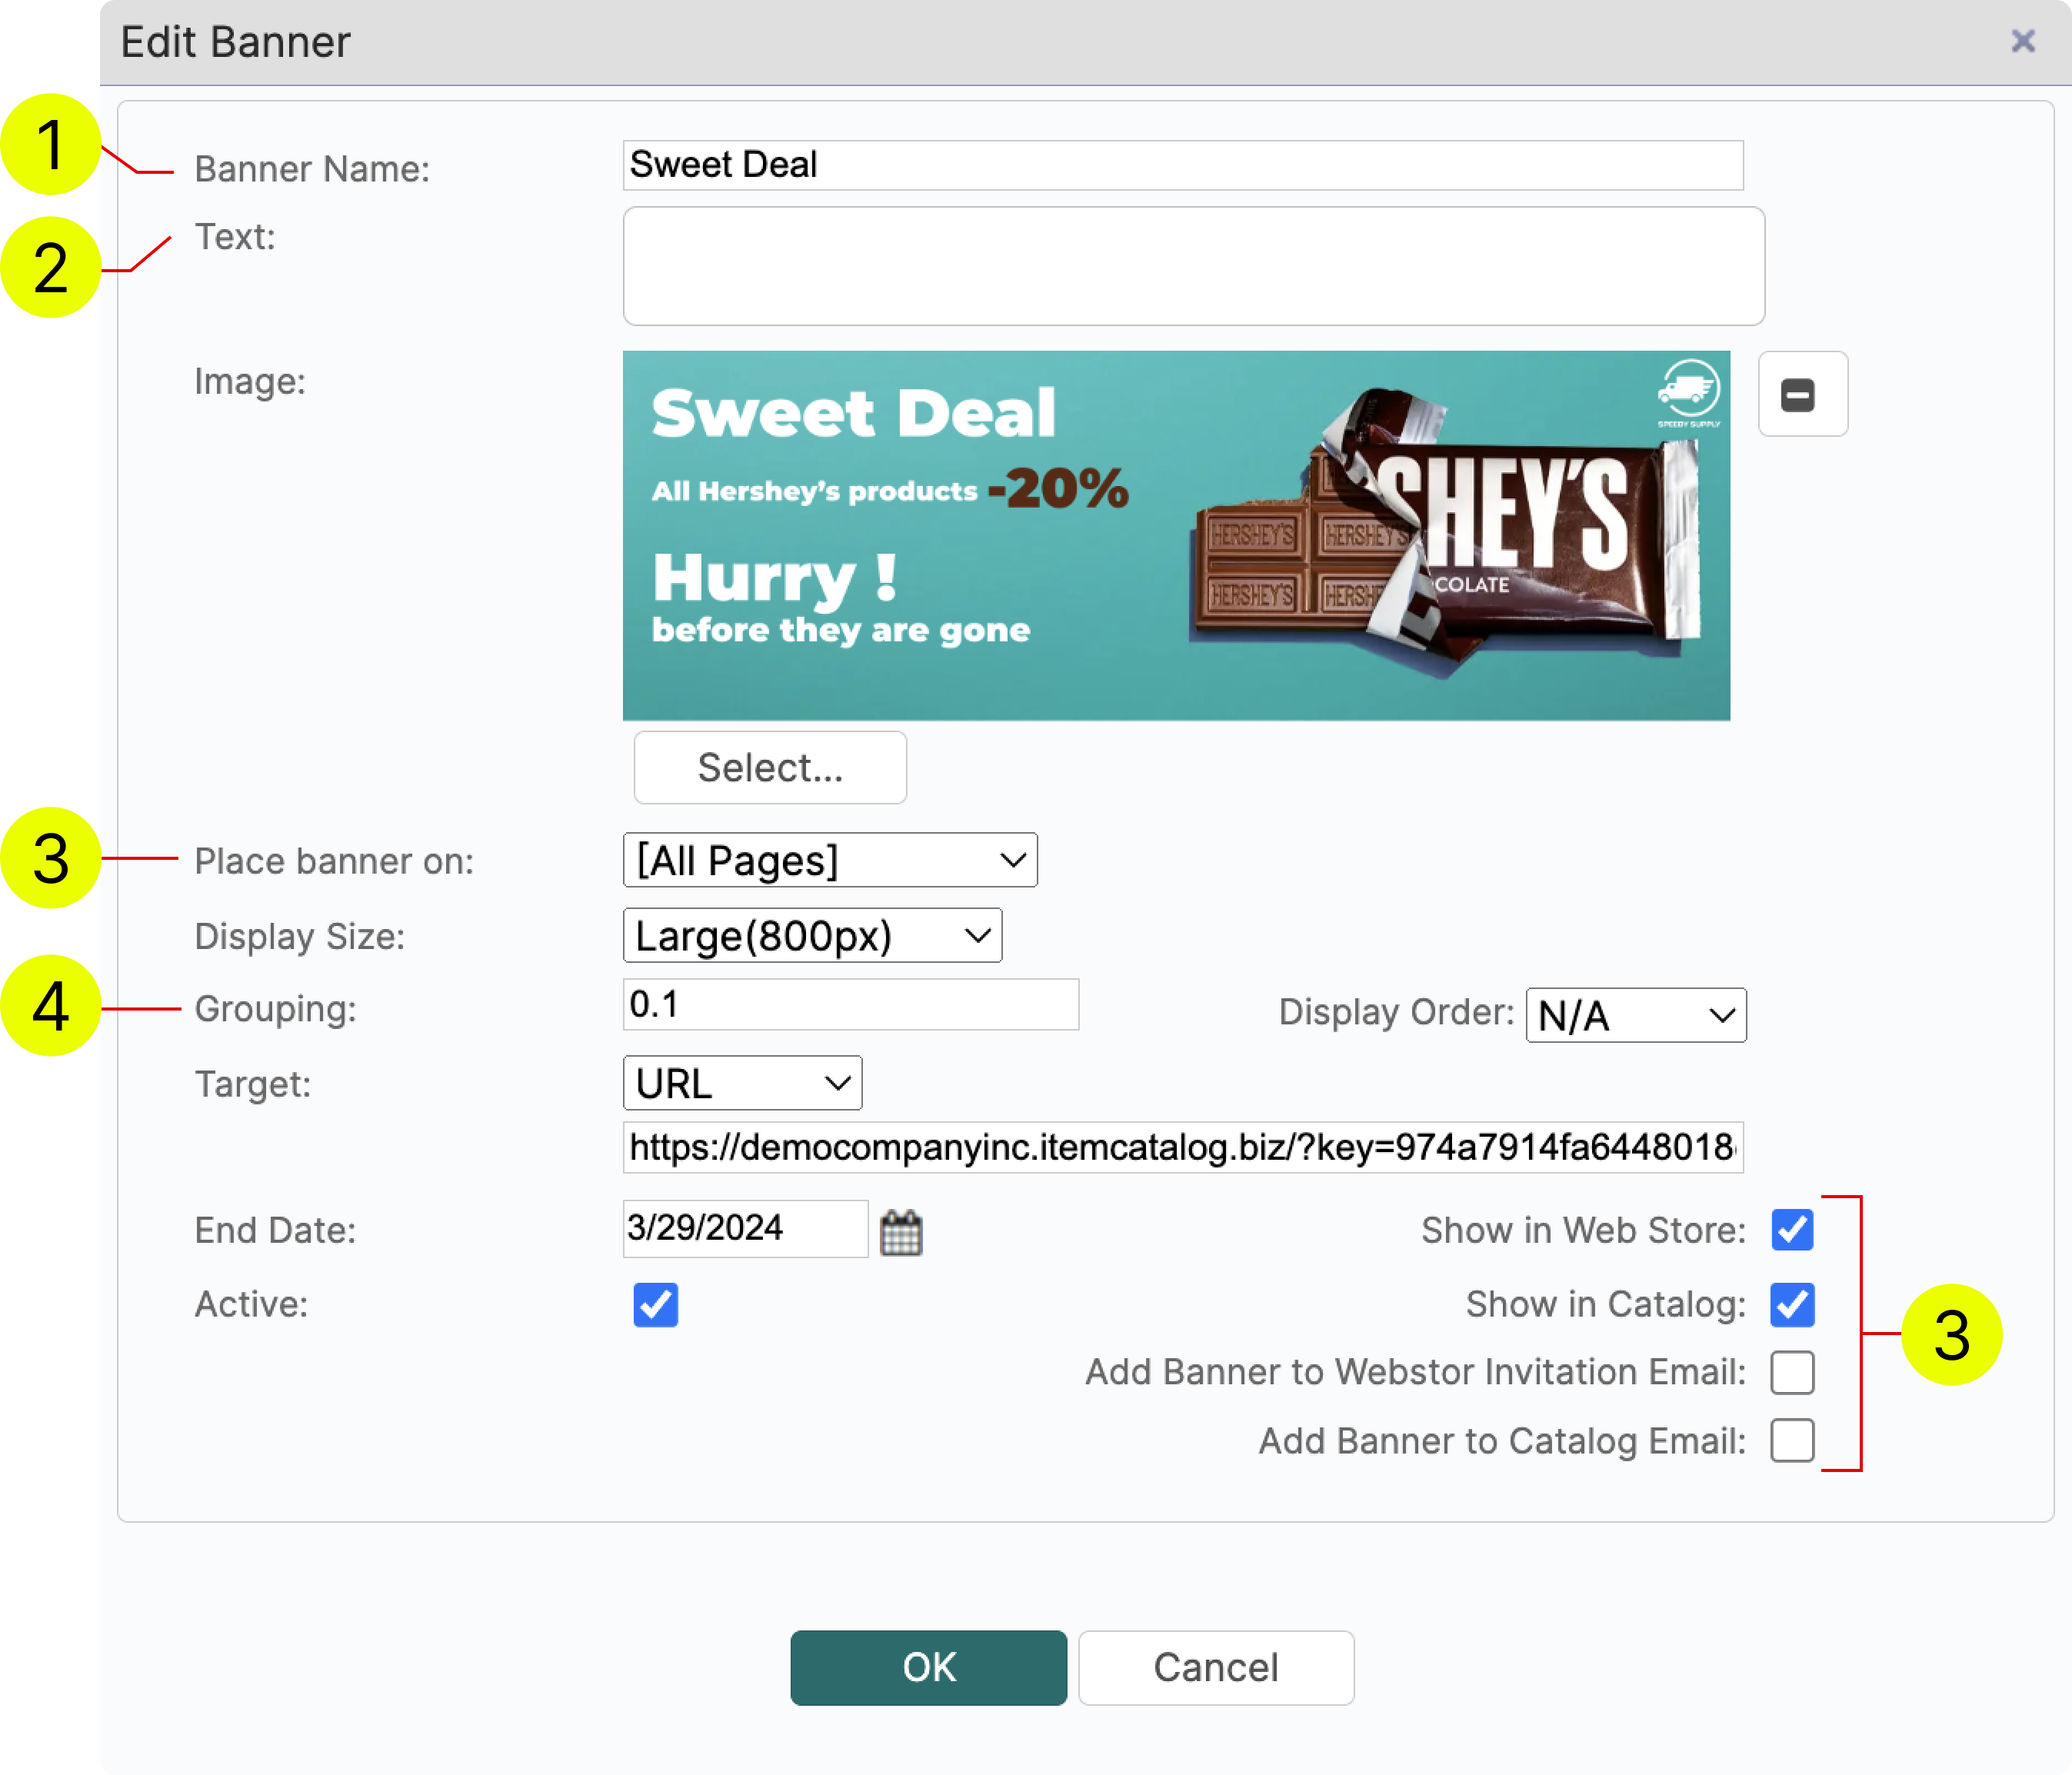 Edit Banner
1
Banner Name:
Sweet Deal
2
Text:
Image:
Sweet Deal
All Hershey's products -20%
Hurry !
before they are gone
SPEEDY SUPPLY
SHEY'S
COLATE
HERSHEY'S
HERSHEY'S
HERSHEY'S
HERSH
Select...
3
Place banner on:
[All Pages]
Display Size:
Large(800px)
4
Grouping:
0.1
Display Order:
N/A
Target:
URL
https://democompanyinc.itemcatalog.biz/?key=974a7914fa6448018
End Date:
3/29/2024
Show in Web Store:
Active:
Show in Catalog:
3
Add Banner to Webstor Invitation Email:
Add Banner to Catalog Email:
OK
Cancel